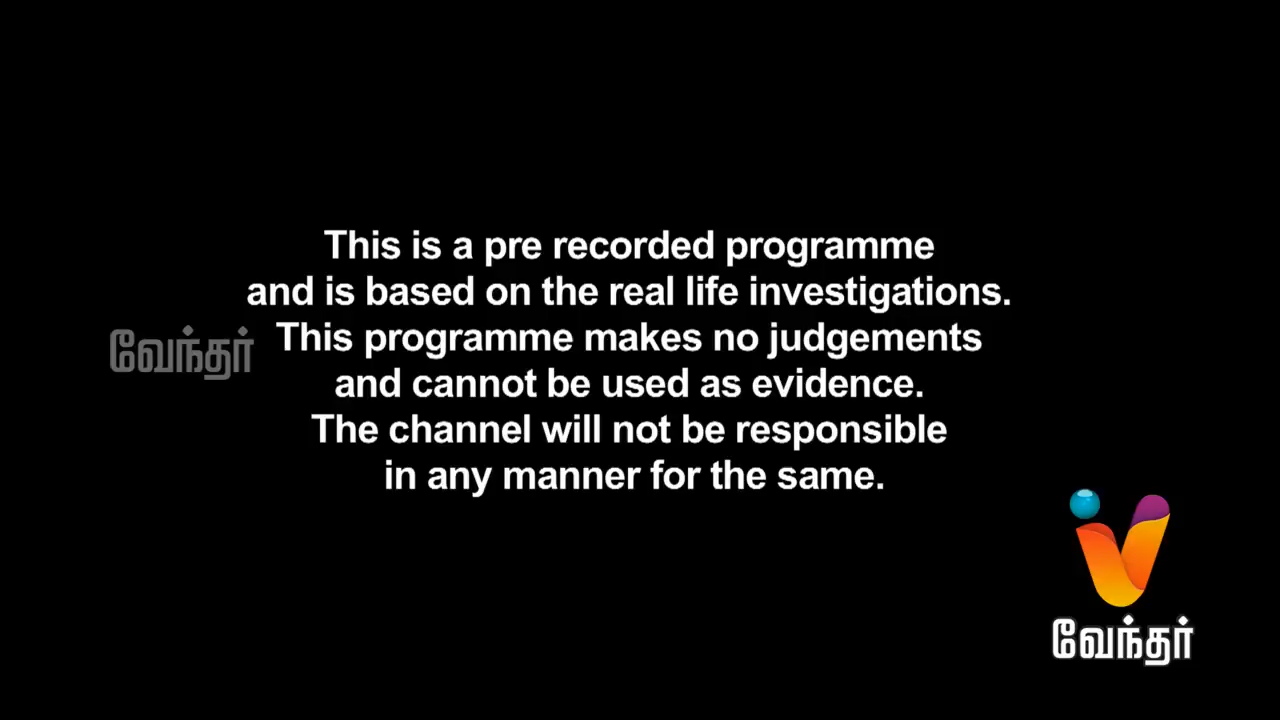 This is a pre recorded programme
and is based on the real life investigations.
வேந்தர்
This programme makes no judgements
and cannot be used as evidence.
The channel will not be responsible
in any manner for the same.
வேந்தர்